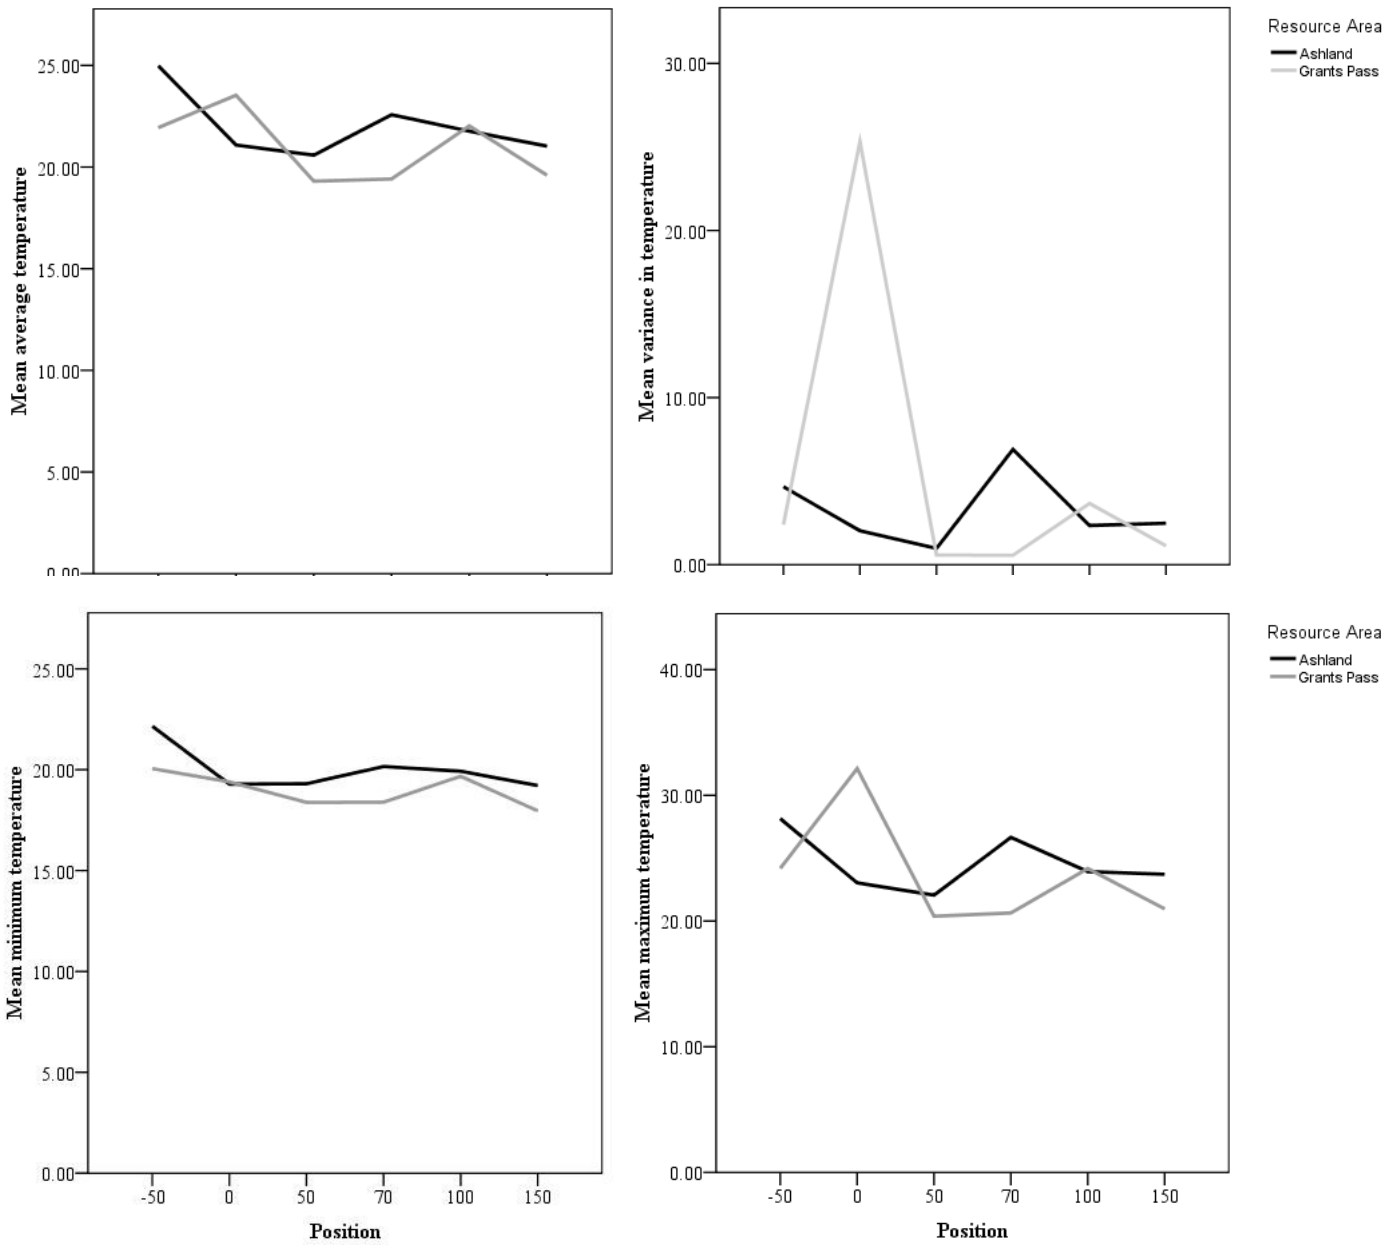 Mean average temperature
25.00
20.00
15.00
10.00
5.00
0.00
Mean variance in temperature
30.00
20.00
10.00
0.00
Resource Area
Ashland
Grants Pass
Mean minimum temperature
25.00
20.00
15.00
10.00
5.00
0.00
-50 0 50 70 100 150
Position
Mean maximum temperature
40.00
30.00
20.00
10.00
0.00
-50 0 50 70 100 150
Position
Resource Area
Ashland
Grants Pass